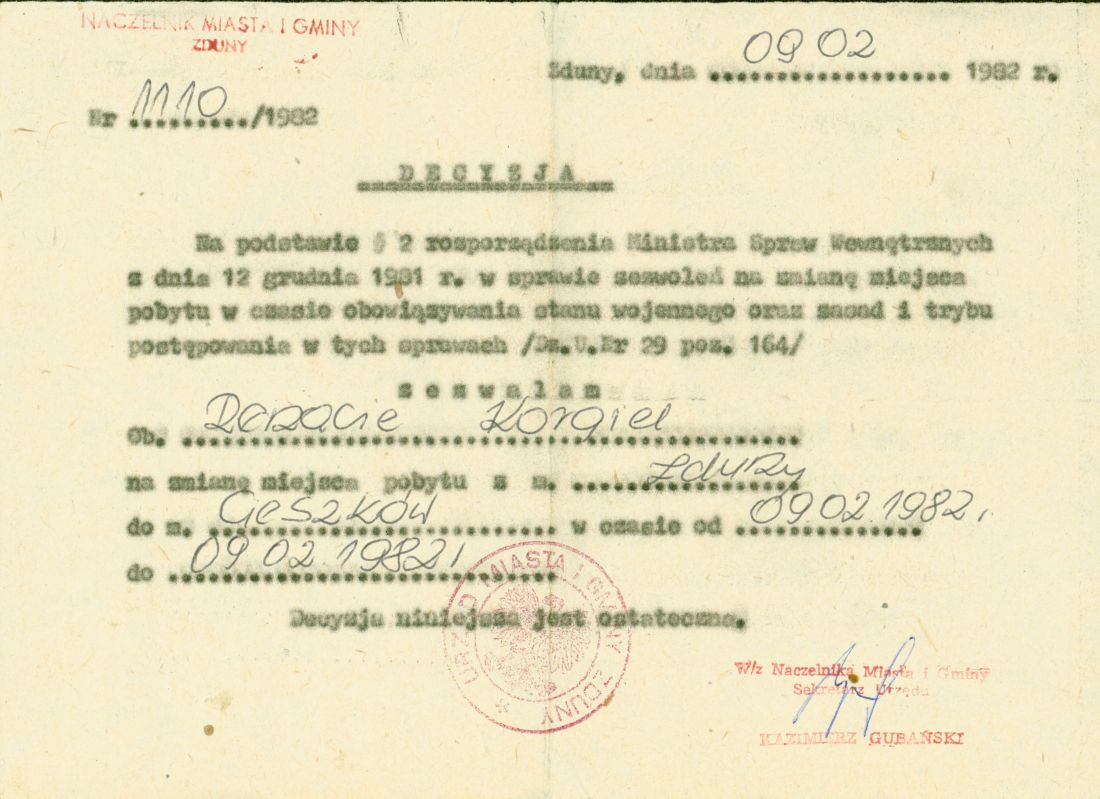 NACZELNIK MIASTA I GMINY
ZDUNY
Zduny, dnia 09 02 1982 r.
Nr 1110/1982
DECYZJA
Na podstawie § 2 rozporządzenia Ministra Spraw Wewnętrznych
z dnia 12 grudnia 1981 r. w sprawie zezwoleń na zmianę miejsca
pobytu w czasie obowiązywania stanu wojennego oraz zasad i trybu
postępowania w tych sprawach /Dz.U.Nr 29 poz. 164/
zezwalam
Ob. Korgiel
na zmianę miejsca pobytu z m. Zduny
do m. Cieszków w czasie od 09 02 1982.
do 09 02 1982
Decyzja niniejsza jest ostateczna.
URZĄD MIASTA I GMINY ZDUNY
W/z Naczelnika Miasta i Gminy
Sekretarz Urzędu
KAZIMIERZ GUBAŃSKI